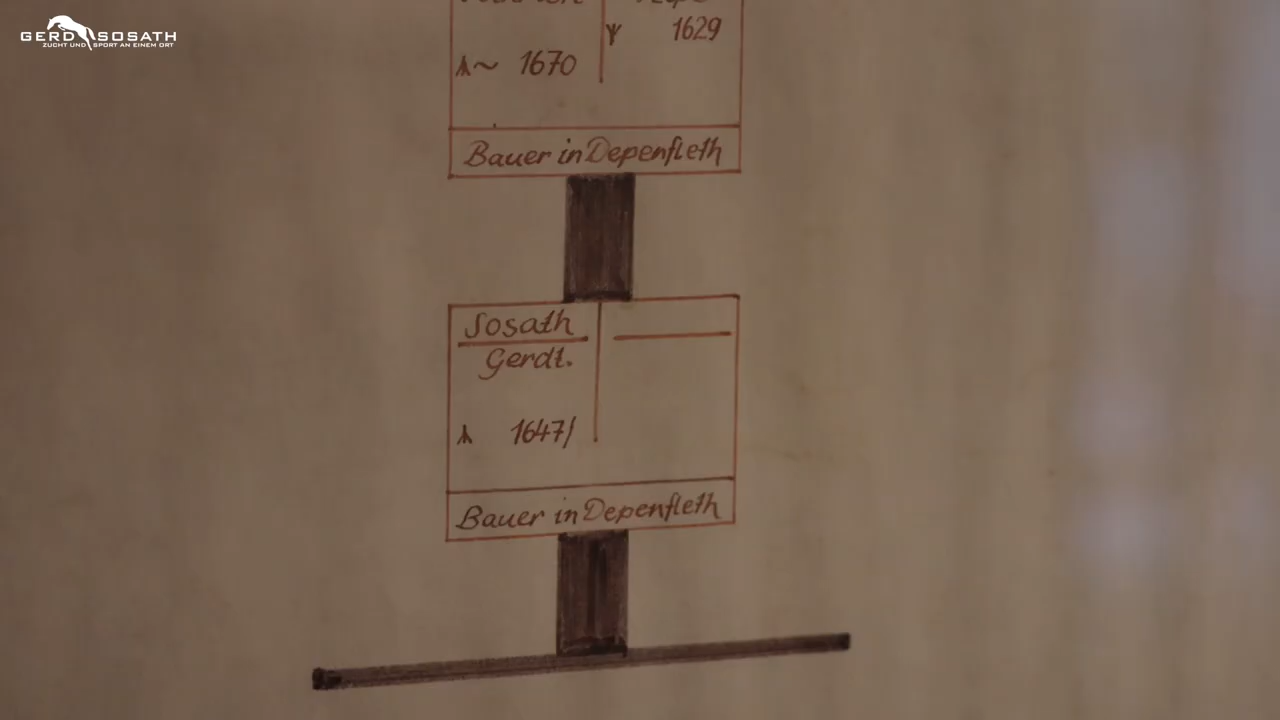 GERD SOSATH
ZUCHT UND SPORT AN EINEM ORT
1629
~ 1670
Bauer in Depenfleth
Sosath
Gerdt.
1647/
Bauer in Depenfleth